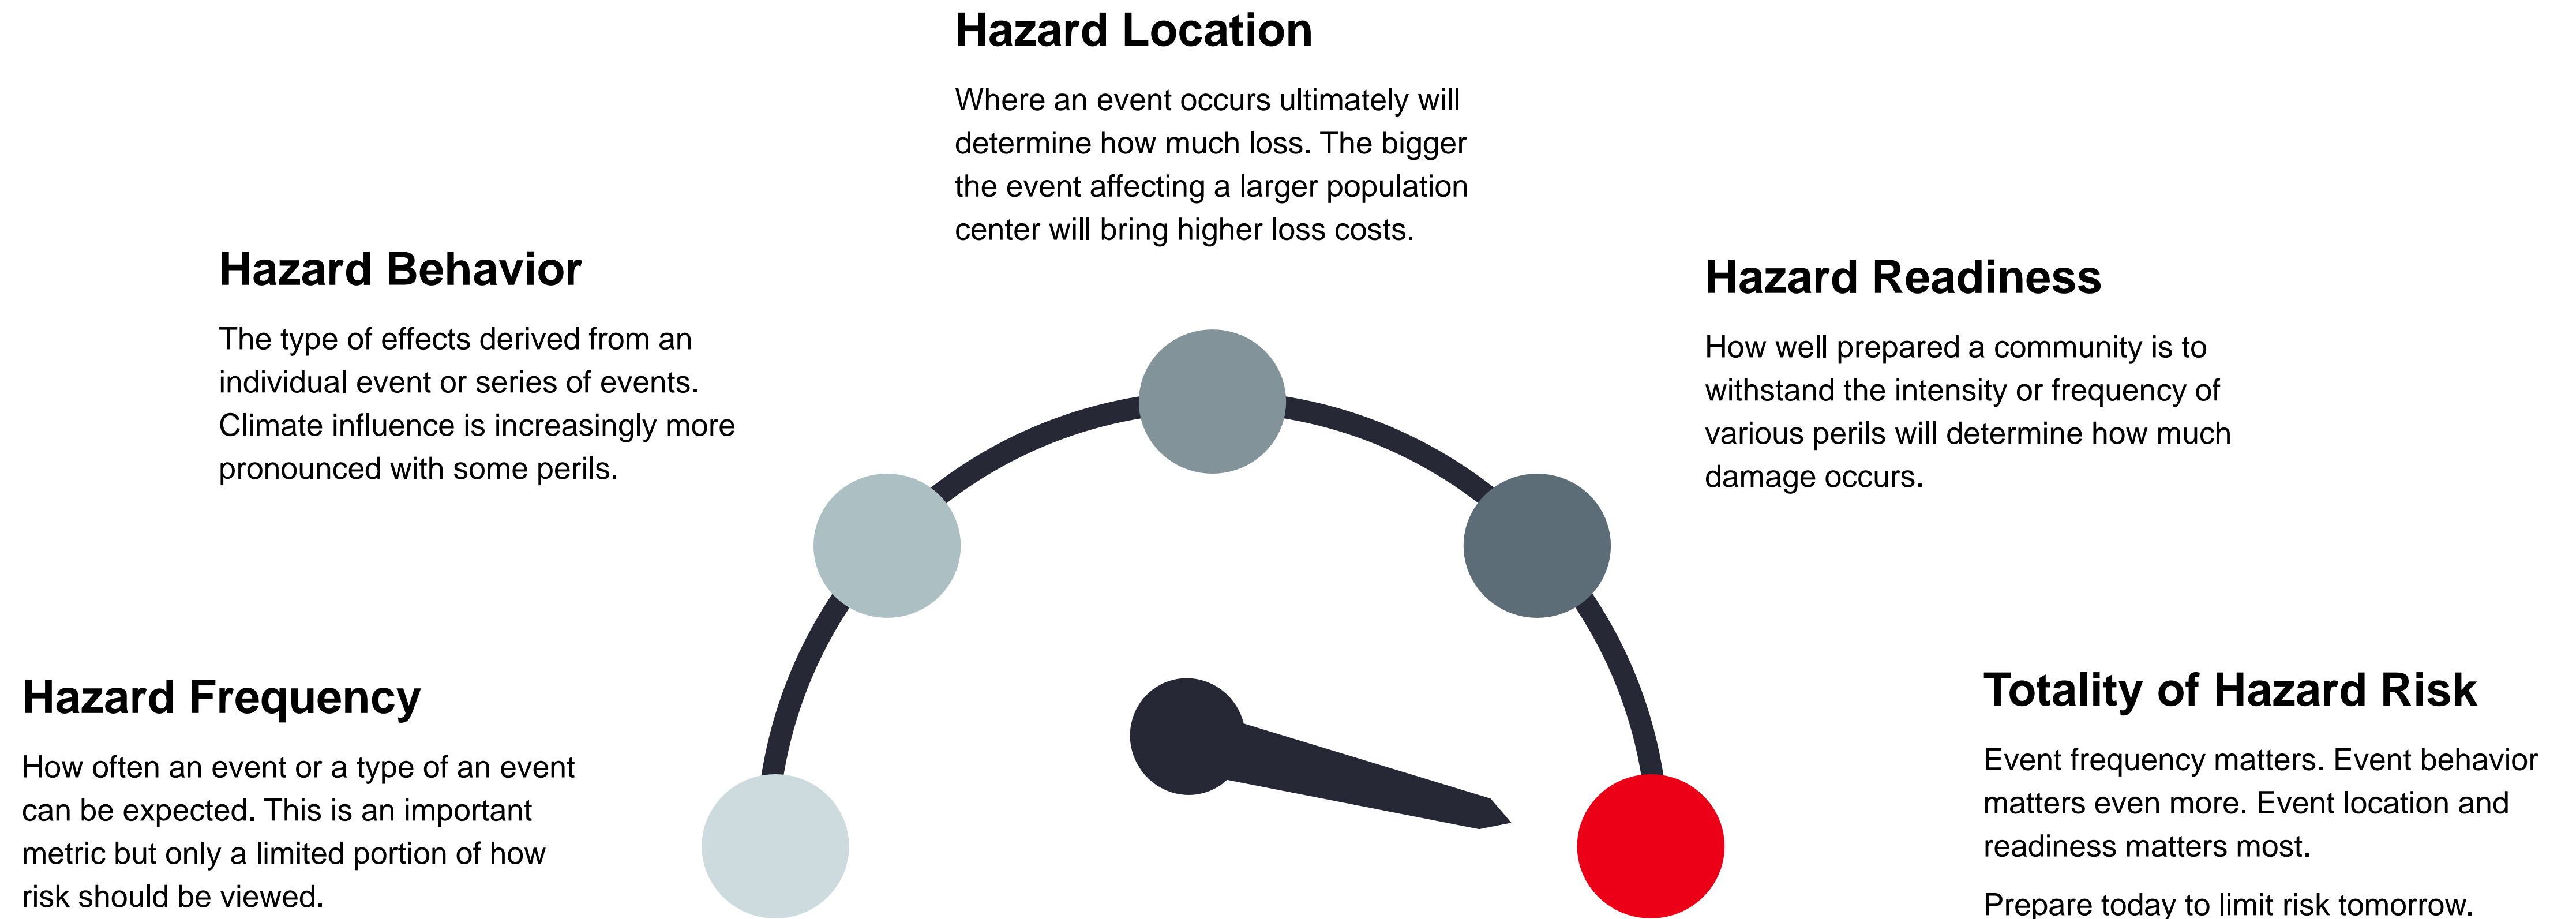 Hazard Location
Where an event occurs ultimately will
determine how much loss. The bigger
the event affecting a larger population
center will bring higher loss costs.
Hazard Behavior
The type of effects derived from an
individual event or series of events.
Climate influence is increasingly more
pronounced with some perils.
Hazard Readiness
How well prepared a community is to
withstand the intensity or frequency of
various perils will determine how much
damage occurs.
Hazard Frequency
How often an event or a type of an event
can be expected. This is an important
metric but only a limited portion of how
risk should be viewed.
Totality of Hazard Risk
Event frequency matters. Event behavior
matters even more. Event location and
readiness matters most.
Prepare today to limit risk tomorrow.